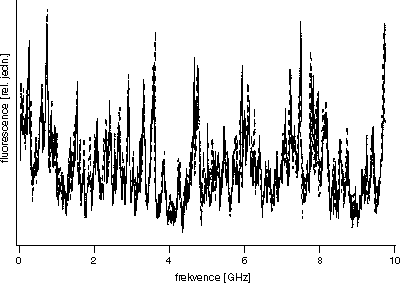 fluorescence [rel. jedn]
0 2 4 6 8 10
frekvence [GHz]